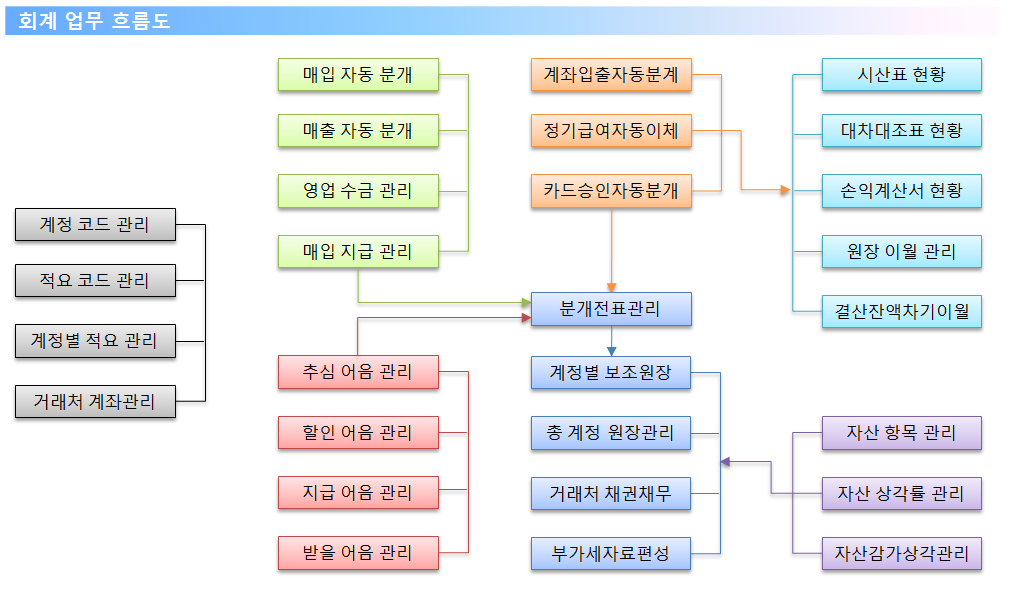 회계 업무 흐름도
계정 코드 관리
적요 코드 관리
계정별 적요 관리
거래처 계좌관리
매입 자동 분개
매출 자동 분개
영업 수금 관리
매입 지급 관리
추심 어음 관리
할인 어음 관리
지급 어음 관리
받을 어음 관리
계좌입출자동분계
정기급여자동이체
카드승인자동분개
분개전표관리
계정별 보조원장
총 계정 원장관리
거래처 채권채무
부가세자료편성
시산표 현황
대차대조표 현황
손익계산서 현황
원장 이월 관리
결산잔액차기이월
자산 항목 관리
자산 상각률 관리
자산감가상각관리